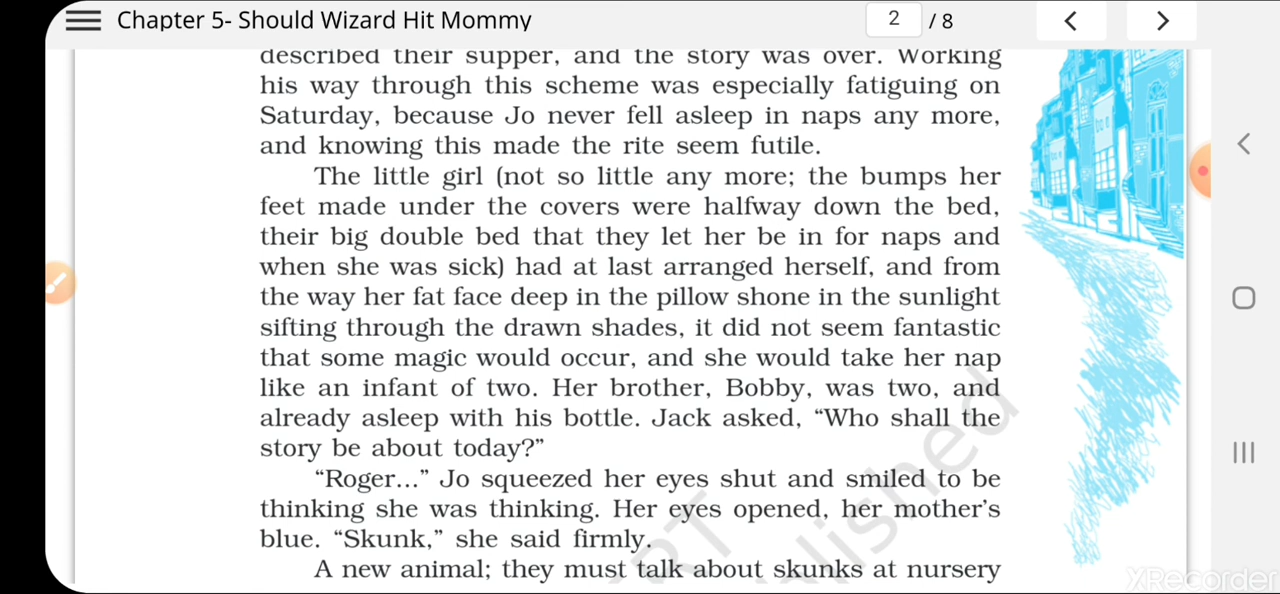 Chapter 5- Should Wizard Hit Mommy
2 / 8
described their supper, and the story was over. Working
his way through this scheme was especially fatiguing on
Saturday, because Jo never fell asleep in naps any more,
and knowing this made the rite seem futile.
The little girl (not so little any more; the bumps her
feet made under the covers were halfway down the bed,
their big double bed that they let her be in for naps and
when she was sick) had at last arranged herself, and from
the way her fat face deep in the pillow shone in the sunlight
sifting through the drawn shades, it did not seem fantastic
that some magic would occur, and she would take her nap
like an infant of two. Her brother, Bobby, was two, and
already asleep with his bottle. Jack asked, “Who shall the
story be about today?”
“Roger...” Jo squeezed her eyes shut and smiled to be
thinking she was thinking. Her eyes opened, her mother’s
blue. “Skunk,” she said firmly.
A new animal; they must talk about skunks at nursery
XRecorder